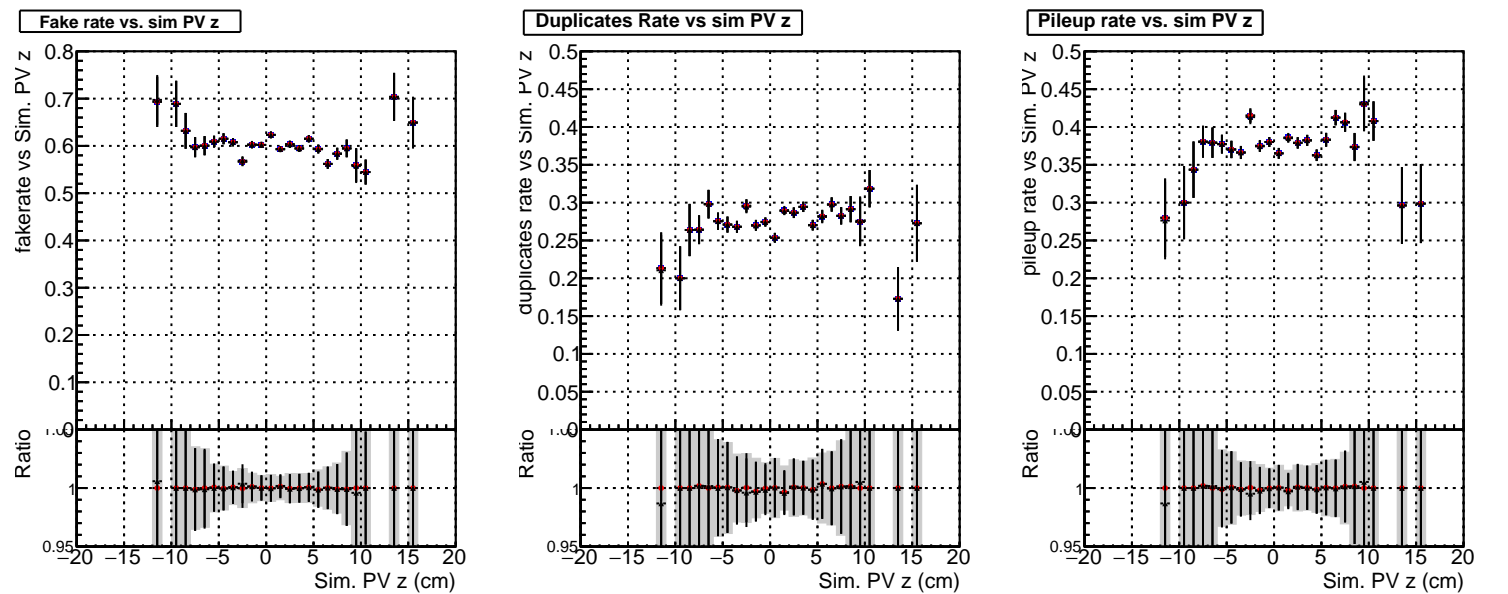 Fake rate vs. sim PV z
fakerate vs Sim. PV z
0.8
0.7
0.6
0.5
0.4
0.3
0.2
0.1
Ratio
1
0.95
−20 −15 −10 −5 0 5 10 15 20
Sim. PV z (cm)
Duplicates Rate vs sim PV z
duplicates rate vs Sim. PV z
0.5
0.45
0.4
0.35
0.3
0.25
0.2
0.15
0.1
0.05
0
Ratio
1
0.95
−20 −15 −10 −5 0 5 10 15 20
Sim. PV z (cm)
Pileup rate vs. sim PV z
pileup rate vs Sim. PV z
0.5
0.45
0.4
0.35
0.3
0.25
0.2
0.15
0.1
0.05
0
Ratio
1
0.95
−20 −15 −10 −5 0 5 10 15 20
Sim. PV z (cm)